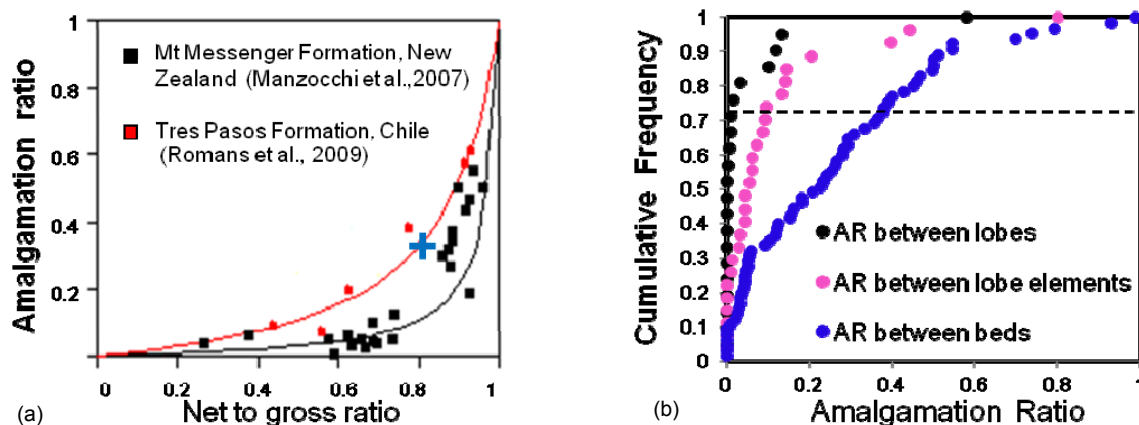 1
0.8
0.6
0.4
0.2
0 0.2 0.4 0.6 0.8 1
Amalgamation ratio
Net to gross ratio
Mt Messenger Formation, New
Zealand (Manzocchi et al.,2007)
Tres Pasos Formation, Chile
(Romans et al., 2009)
(a)
1
0.9
0.8
0.7
0.6
0.5
0.4
0.3
0.2
0.1
0
0 0.2 0.4 0.6 0.8 1
Cumulative Frequency
Amalgamation Ratio
AR between lobes
AR between lobe elements
AR between beds
(b)